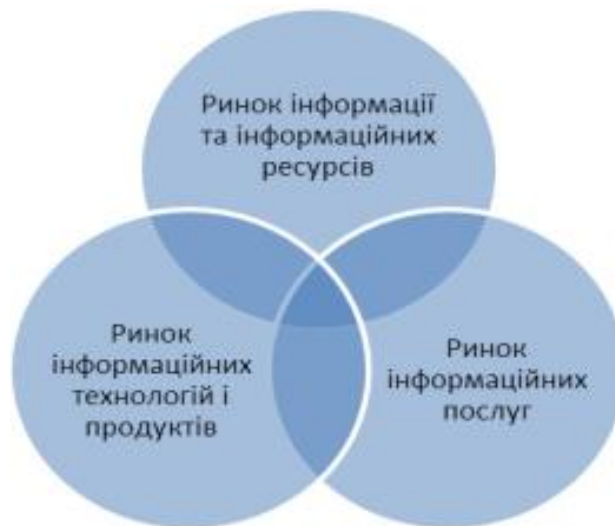 Ринок інформації
та інформаційних
ресурсів
Ринок
інформаційних
технологій і
продуктів
Ринок
інформаційних
послуг